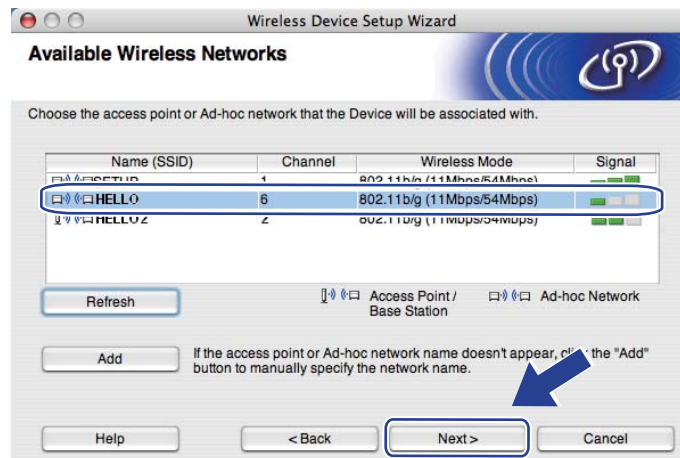 Wireless Device Setup Wizard
Available Wireless Networks
Choose the access point or Ad-hoc network that the Device will be associated with.
Name (SSID) Channel Wireless Mode Signal
SETUP 1 802.11b/g (11Mbps/54Mbps)
HELLO 6 802.11b/g (11Mbps/54Mbps)
HELLO2 2 802.11b/g (11Mbps/54Mbps)
Refresh
Access Point / Base Station
Ad-hoc Network
Add
If the access point or Ad-hoc network name doesn't appear, click the "Add"
button to manually specify the network name.
Help < Back Next > Cancel